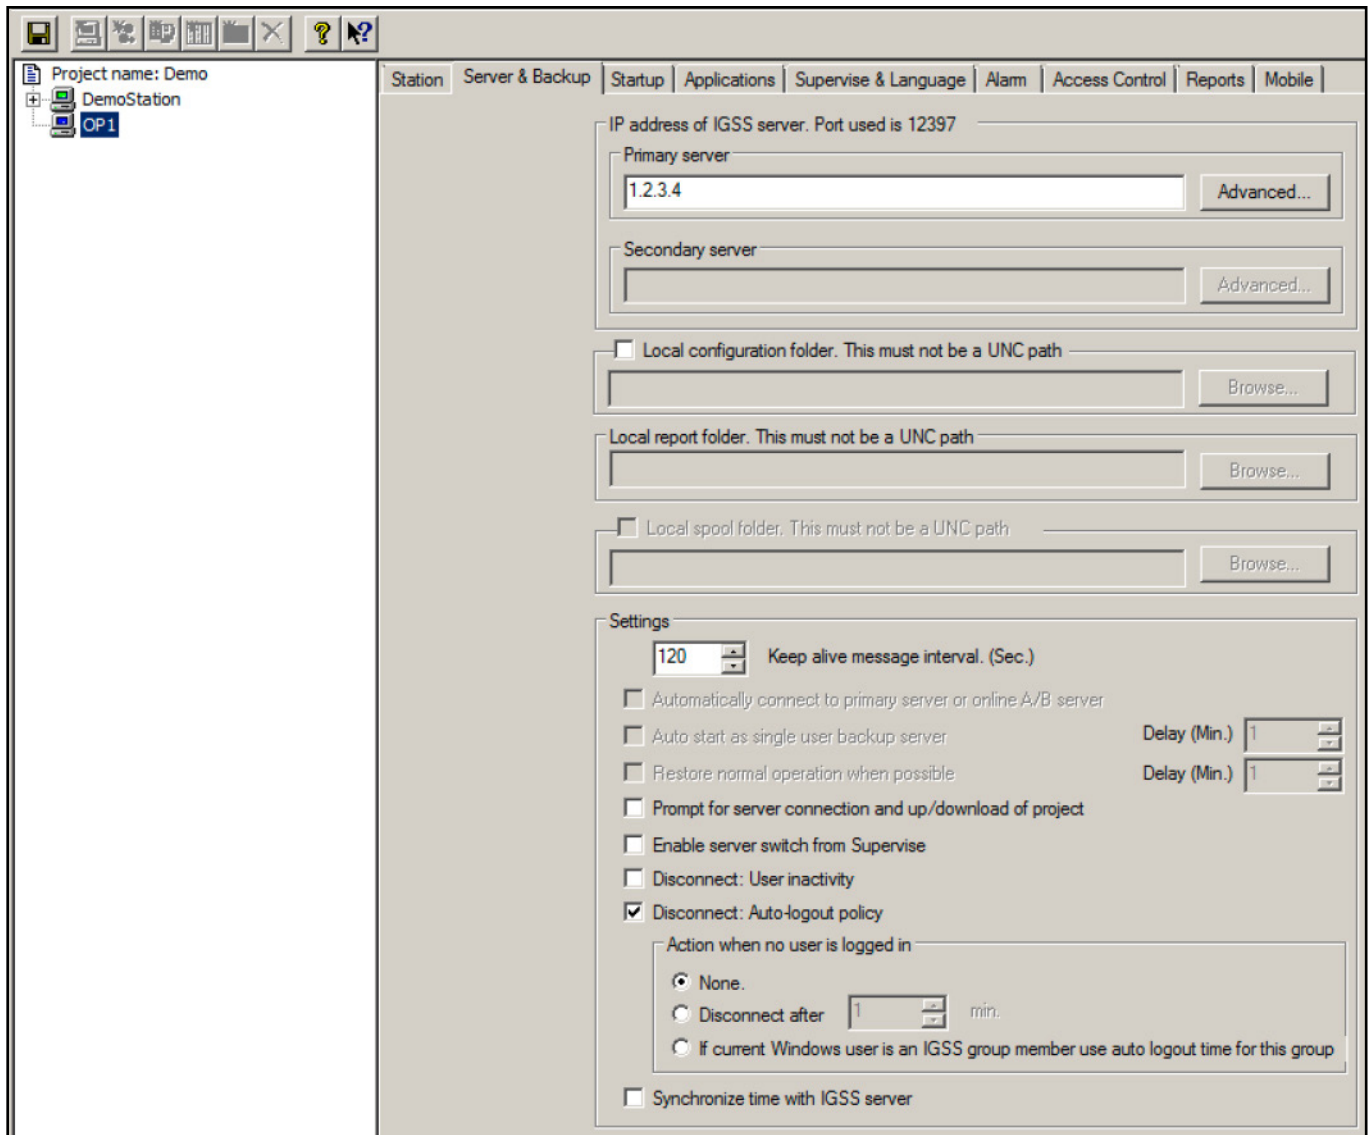 Project name: Demo
DemoStation
OP1
Station Server & Backup Startup Applications Supervise & Language Alarm Access Control Reports Mobile
IP address of IGSS server. Port used is 12397
Primary server
1.2.3.4 Advanced...
Secondary server
Advanced...
Local configuration folder. This must not be a UNC path
Browse...
Local report folder. This must not be a UNC path
Browse...
Local spool folder. This must not be a UNC path
Browse...
Settings
120 Keep alive message interval. (Sec.)
Automatically connect to primary server or online A/B server
Auto start as single user backup server Delay (Min.) 1
Restore normal operation when possible Delay (Min.) 1
Prompt for server connection and up/download of project
Enable server switch from Supervise
Disconnect: User inactivity
Disconnect: Auto-logout policy
Action when no user is logged in
None.
Disconnect after 1 min.
If current Windows user is an IGSS group member use auto logout time for this group
Synchronize time with IGSS server